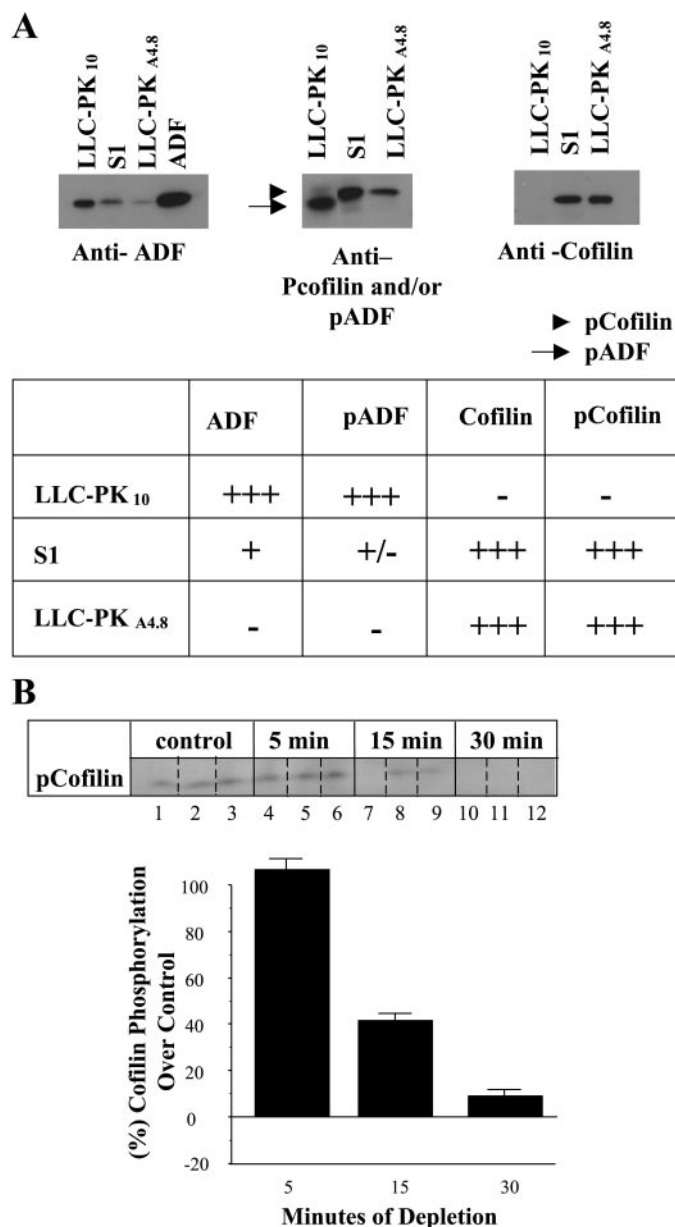 A
LLC-PK 10
S1
LLC-PK A4.8
ADF
Anti- ADF
LLC-PK 10
S1
LLC-PK A4.8
Anti–
Pcofilin and/or
pADF
LLC-PK 10
S1
LLC-PK A4.8
Anti -Cofilin
pCofilin
pADF
ADF pADF Cofilin pCofilin
LLC-PK 10 +++ +++ - -
S1 + +/- +++ +++
LLC-PK A4.8 - - +++ +++
B
control 5 min 15 min 30 min
pCofilin
1 2 3 4 5 6 7 8 9 10 11 12
(%) Cofilin Phosphorylation
Over Control
100
80
60
40
20
0
-20
5 15 30
Minutes of Depletion